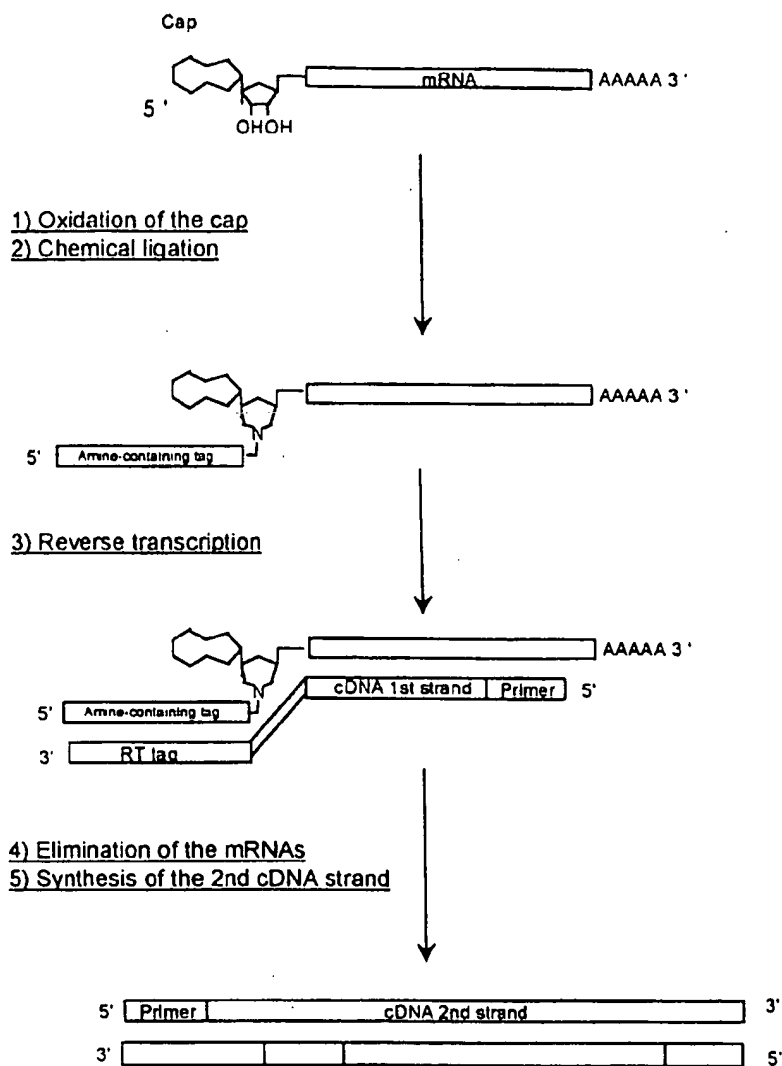 Cap
mRNA
AAAAA 3 '
5 '
OHOH
1) Oxidation of the cap
2) Chemical ligation
AAAAA 3 '
N
5' Amine-containing tag
3) Reverse transcription
AAAAA 3 '
cDNA 1st strand Primer 5'
N
5' Amine-containing tag
3' RT tag
4) Elimination of the mRNAs
5) Synthesis of the 2nd cDNA strand
5' Primer cDNA 2nd strand 3'
3' 5'